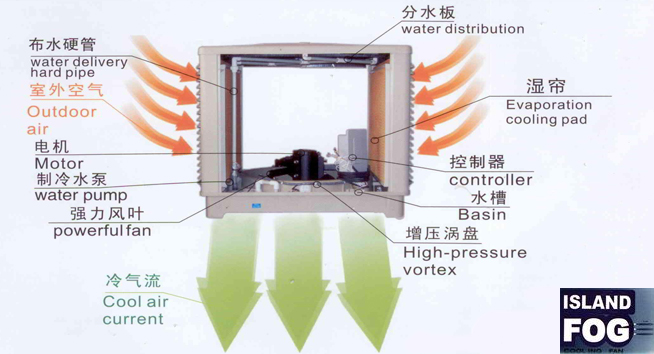 分水板
water distribution
布水硬管
water delivery
hard pipe
室外空气
Outdoor
air
湿帘
Evaporation
cooling pad
电机
Motor
制冷水泵
water pump
强力风叶
powerful fan
控制器
controller
水槽
Basin
增压涡盘
High-pressure
vortex
冷气流
Cool air
current
ISLAND
FOG
COOLING FAN